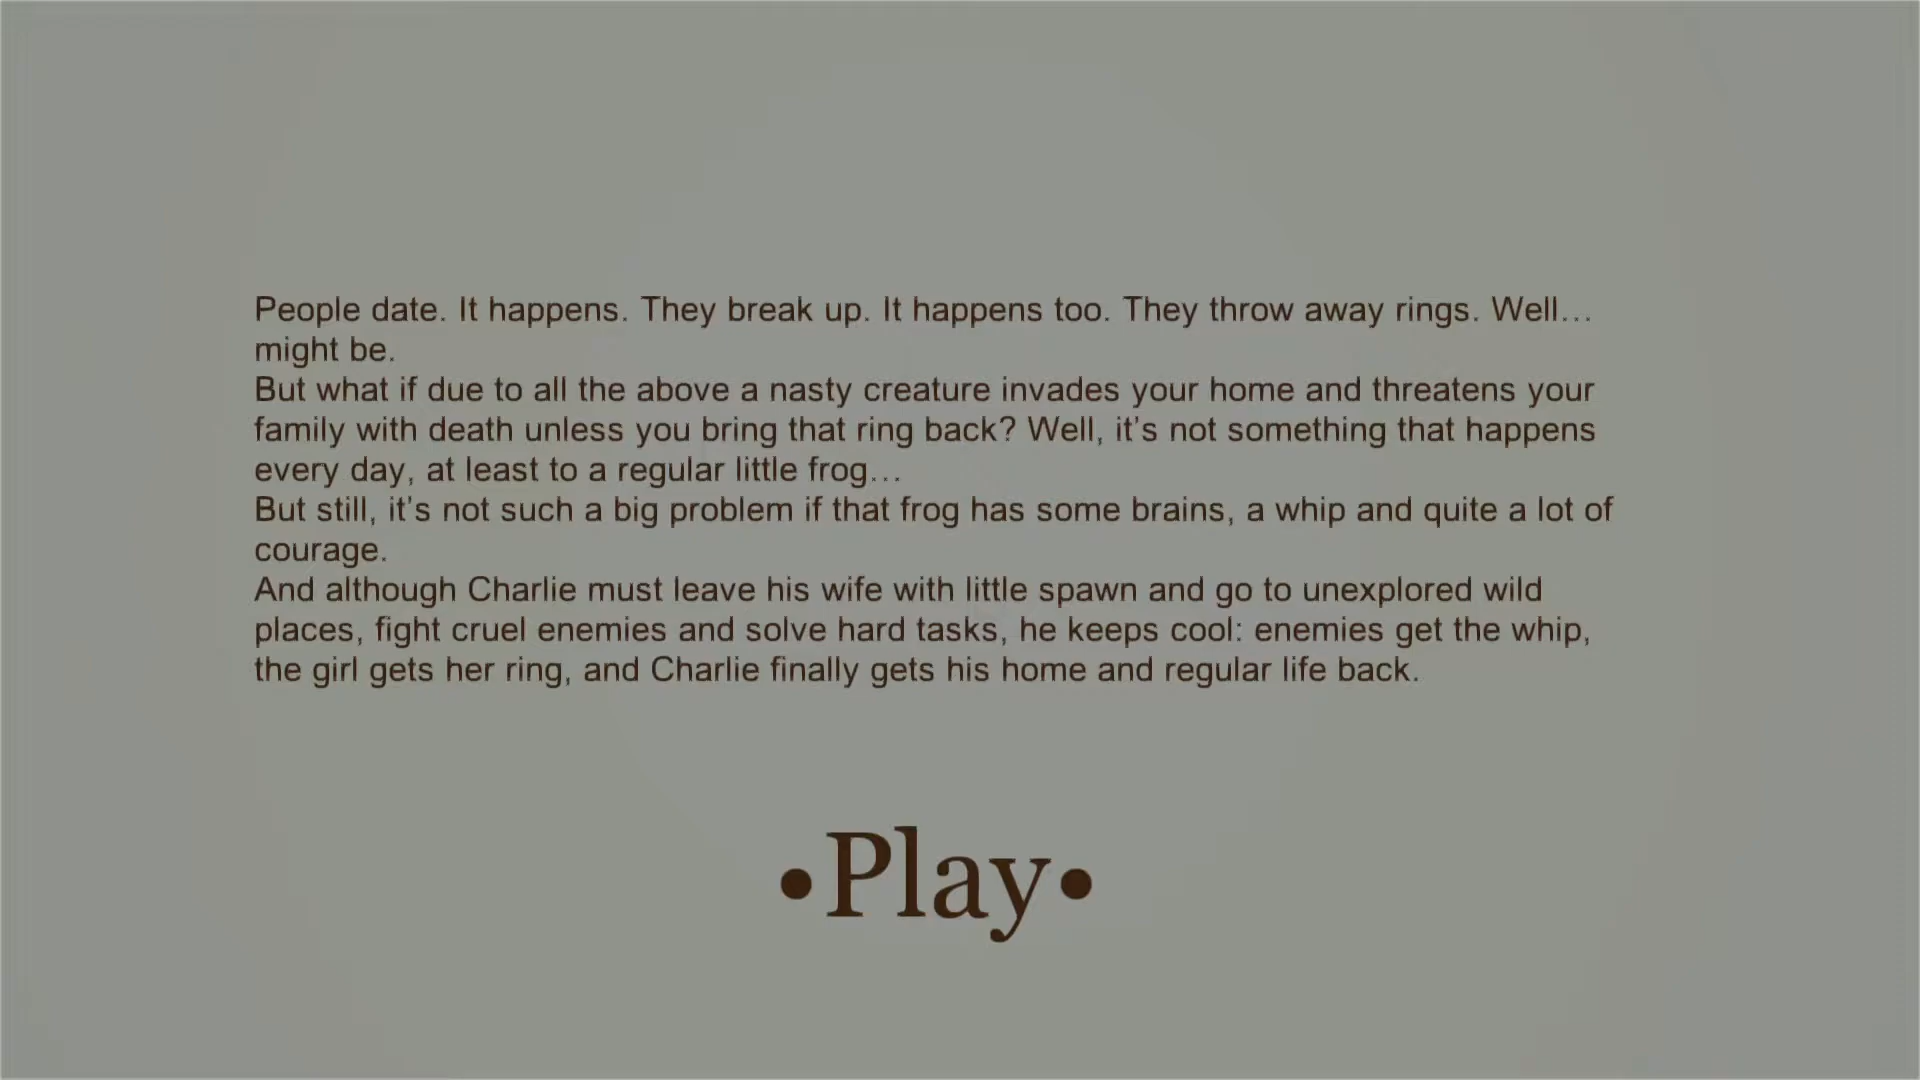 People date. It happens. They break up. It happens too. They throw away rings. Well…
might be.
But what if due to all the above a nasty creature invades your home and threatens your
family with death unless you bring that ring back? Well, it's not something that happens
every day, at least to a regular little frog…
But still, it's not such a big problem if that frog has some brains, a whip and quite a lot of
courage.
And although Charlie must leave his wife with little spawn and go to unexplored wild
places, fight cruel enemies and solve hard tasks, he keeps cool: enemies get the whip,
the girl gets her ring, and Charlie finally gets his home and regular life back.
•Play•